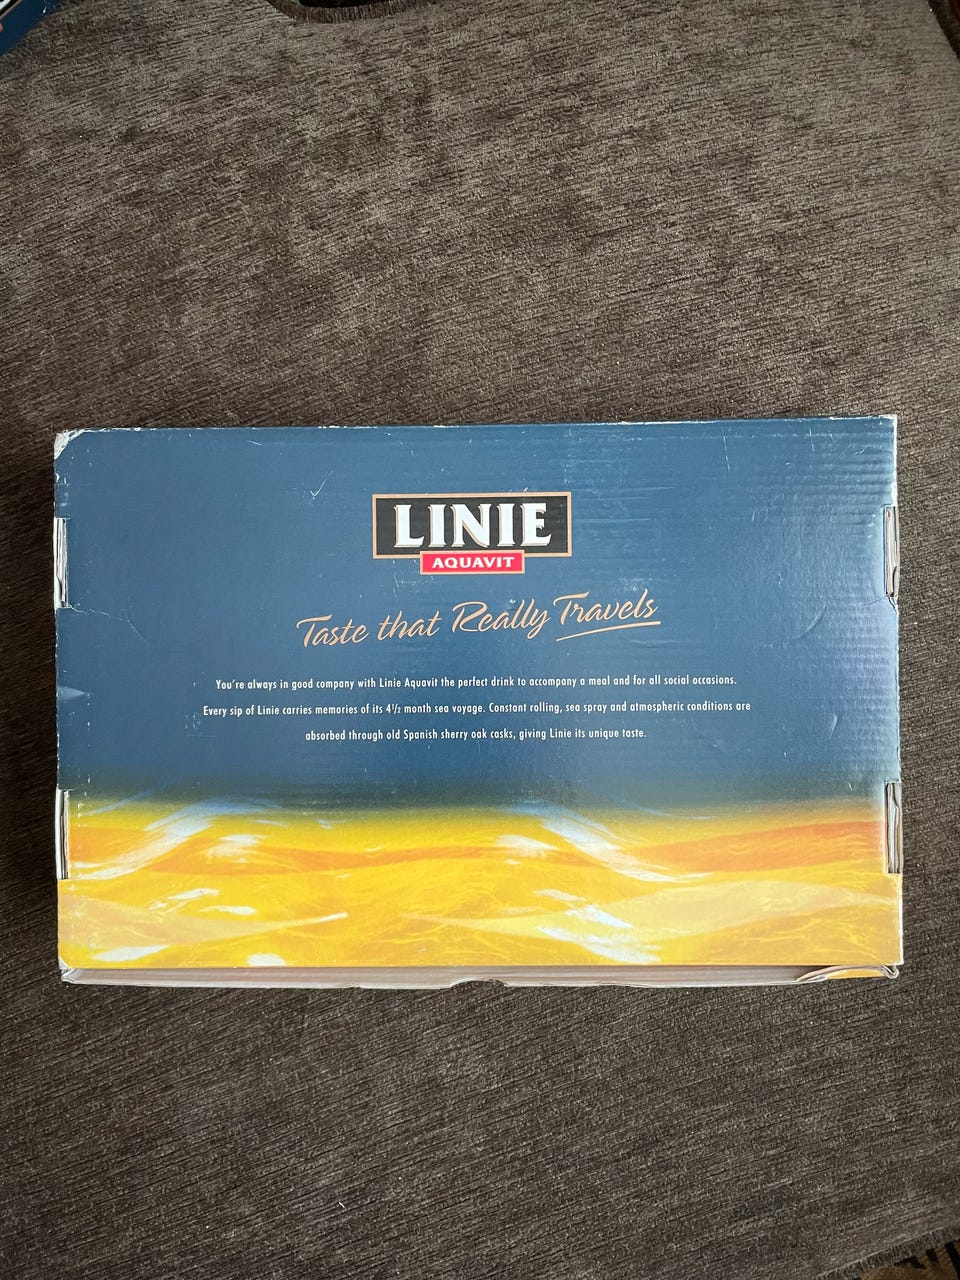 LINIE
AQUAVIT
Taste that Really Travels
You're always in good company with Linie Aquavit the perfect drink to accompany a meal and for all social occasions.
Every sip of Linie carries memories of its 4½ month sea voyage. Constant rolling, sea spray and atmospheric conditions are
absorbed through old Spanish sherry oak casks, giving Linie its unique taste.